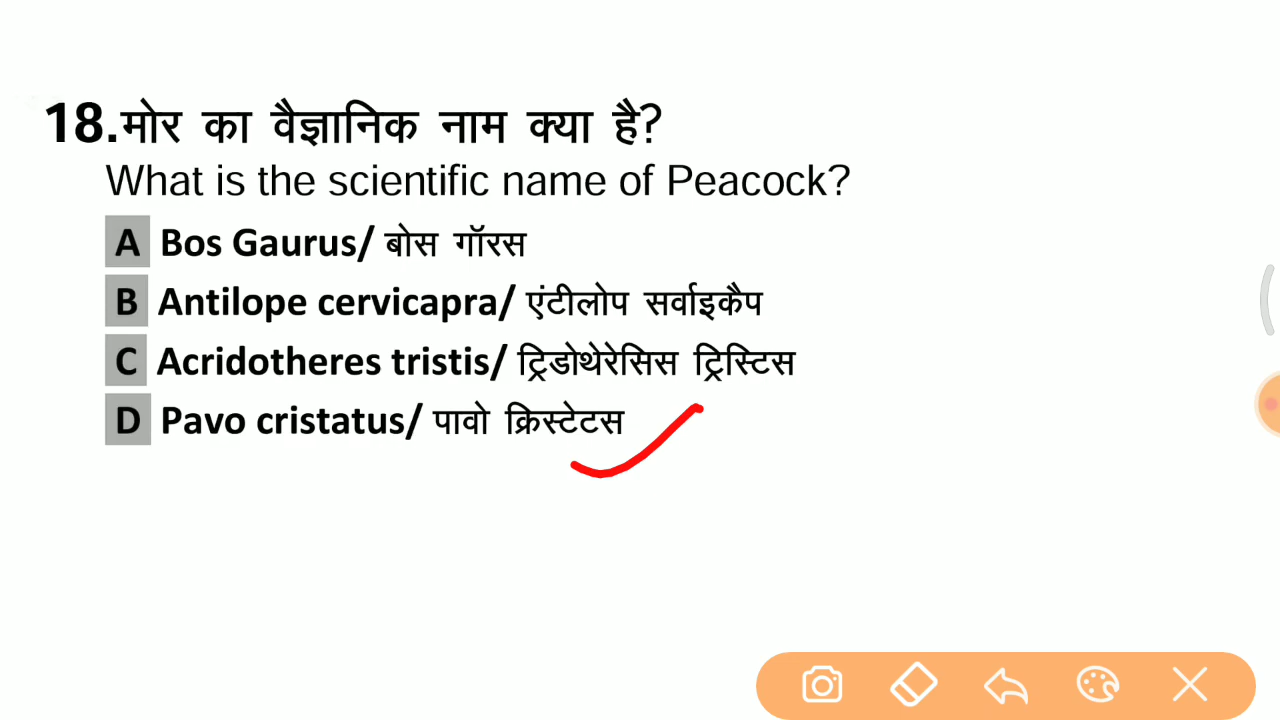 18.मोर का वैज्ञानिक नाम क्या है?
What is the scientific name of Peacock?
A Bos Gaurus/ बोस गॉरस
B Antilope cervicapra/ एंटीलोप सर्वाइकैप
C Acridotheres tristis/ ट्रिडोथेरेसिस ट्रिस्टिस
D Pavo cristatus/ पावो क्रिस्टेटस